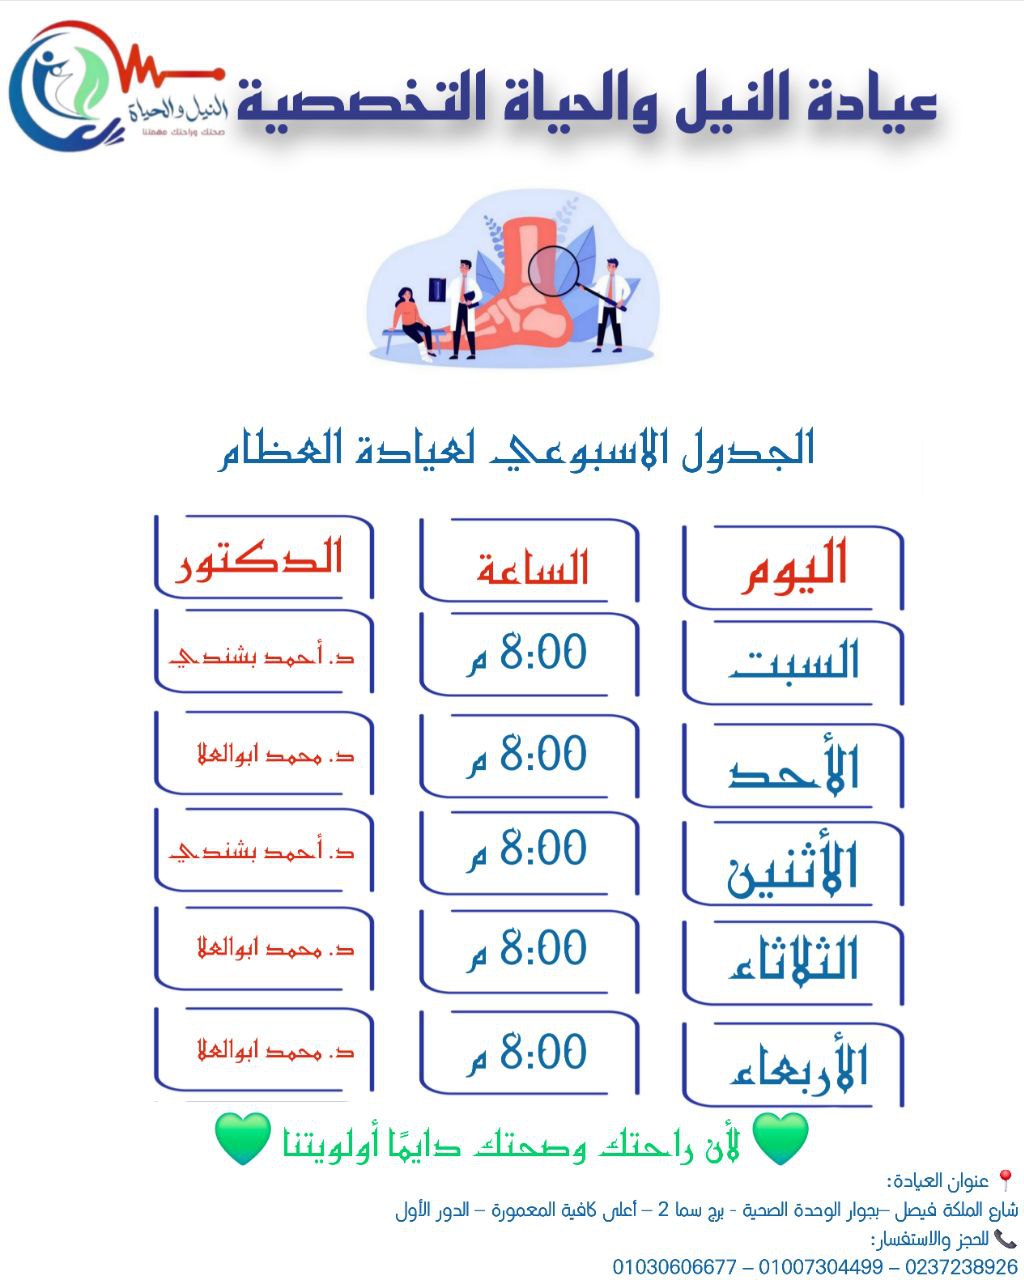 النيل والحياة
صحتك وراحتك مهمتنا
عيادة النيل والحياة التخصصية
الجدول الاسبوعي لعيادة العظام
اليوم الساعة الدكتور
السبت 8:00 م د. أحمد بشندي
الأحد 8:00 م د. محمد ابوالعلا
الأثنين 8:00 م د. أحمد بشندي
الثلاثاء 8:00 م د. محمد ابوالعلا
الأربعاء 8:00 م د. محمد ابوالعلا
💚 لأن راحتك وصحتك دايمًا أولويتنا 💚
📍 عنوان العيادة:
شارع الملكة فيصل –بجوار الوحدة الصحية - برج سما 2 – أعلى كافية المعمورة – الدور الأول
📞 للحجز والاستفسار:
0237238926 – 01007304499 – 01030606677